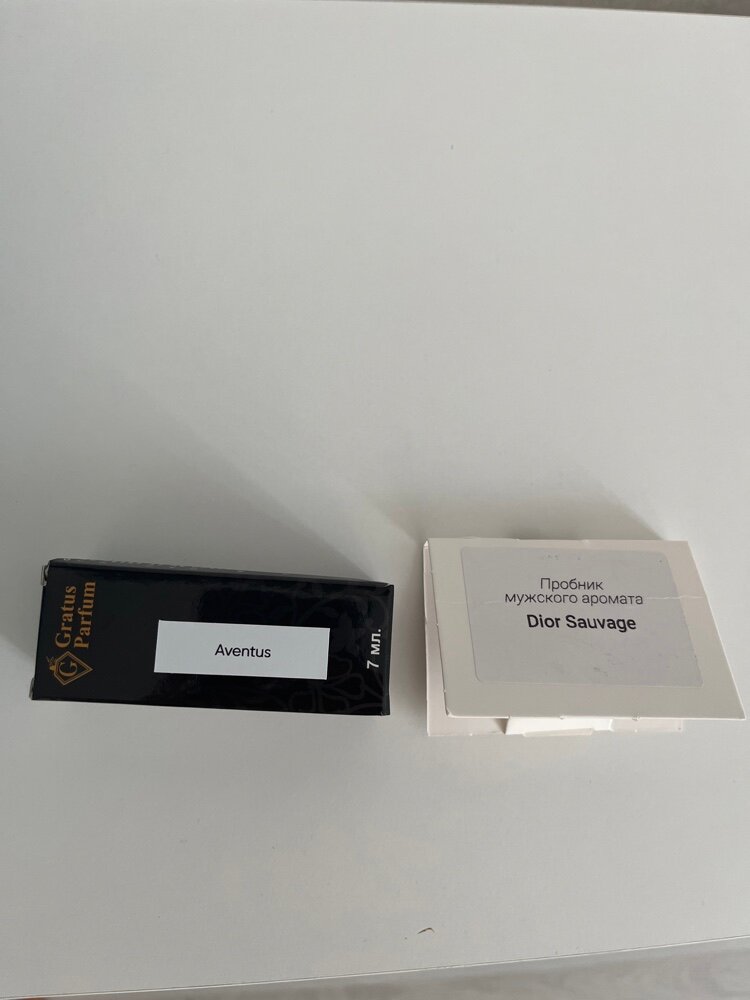 Gratus
Parfum
G
Aventus
7 мл.
Пробник
мужского аромата
Dior Sauvage